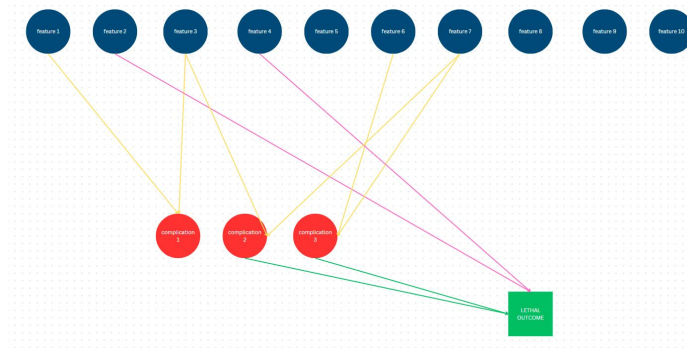 feature 1
feature 2
feature 3
feature 4
feature 5
feature 6
feature 7
feature 8
feature 9
feature 10
complication
1
complication
2
complication
3
LETHAL
OUTCOME